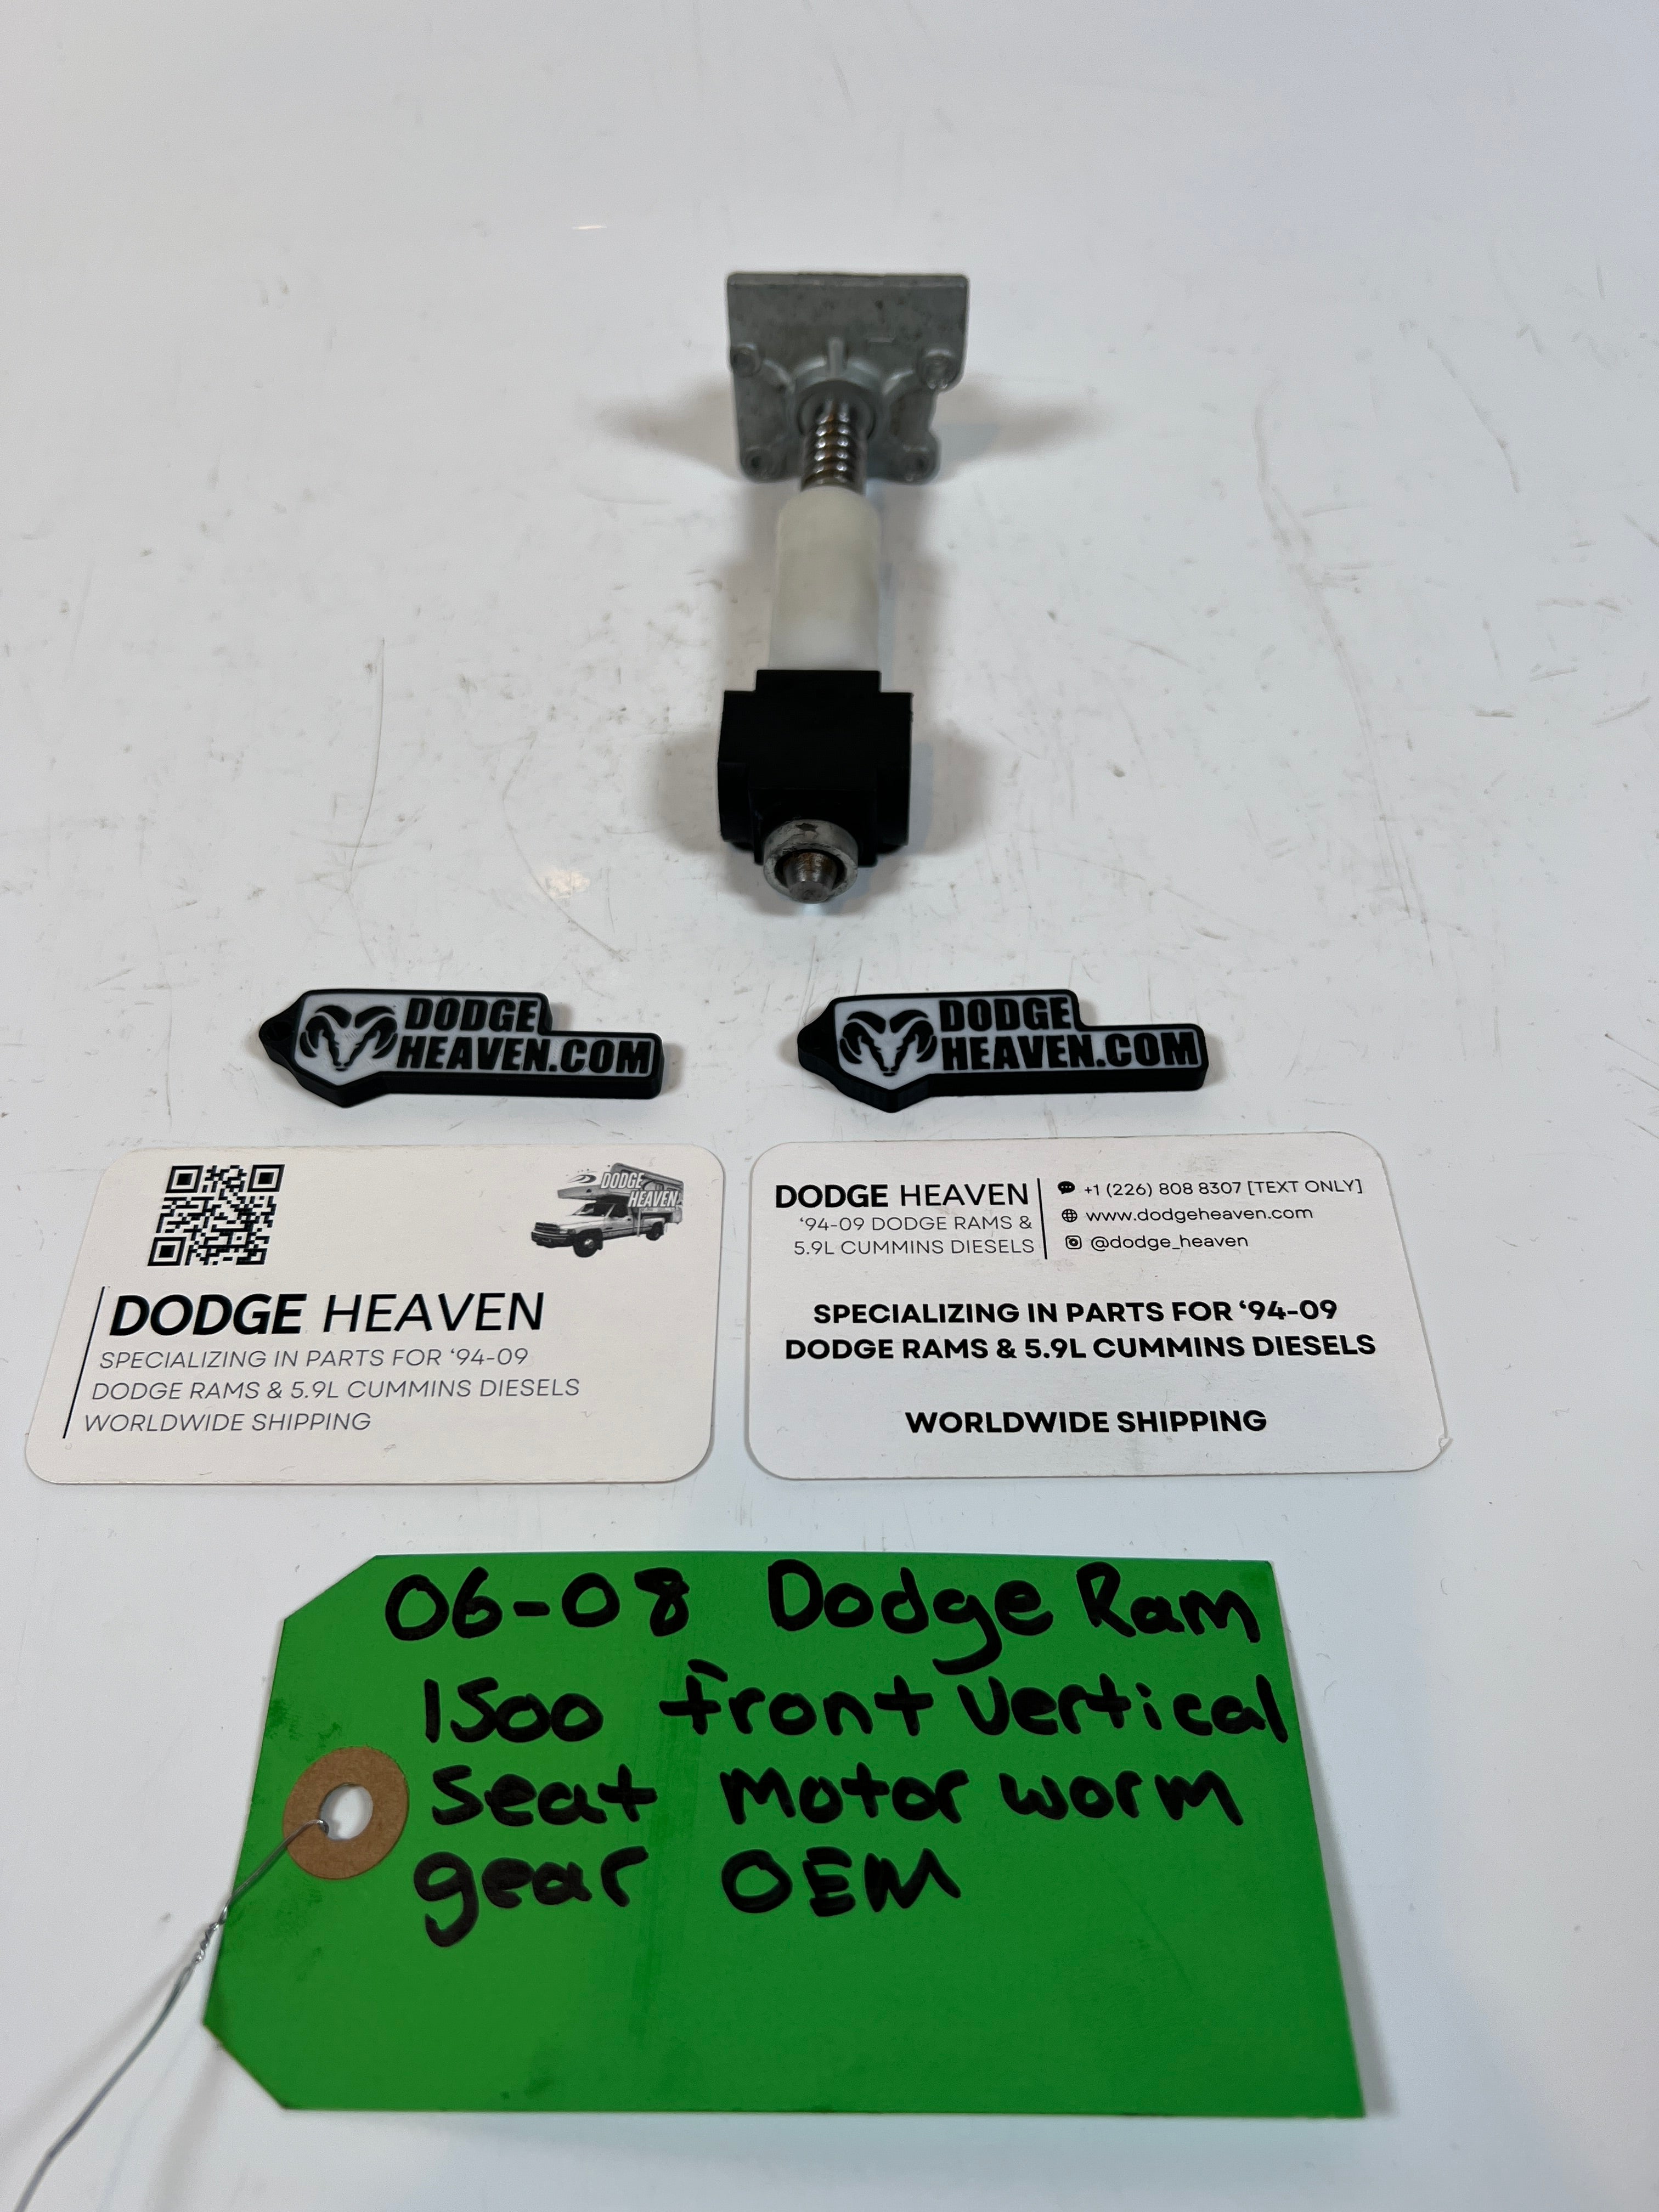 DODGE
HEAVEN.COM
DODGE
HEAVEN.COM
DODGE
HEAVEN
DODGE HEAVEN
SPECIALIZING IN PARTS FOR ‘94-09
DODGE RAMS & 5.9L CUMMINS DIESELS
WORLDWIDE SHIPPING
DODGE HEAVEN
‘94-09 DODGE RAMS &
5.9L CUMMINS DIESELS
+1 (226) 808 8307 [TEXT ONLY]
www.dodgeheaven.com
@dodge_heaven
SPECIALIZING IN PARTS FOR ‘94-09
DODGE RAMS & 5.9L CUMMINS DIESELS
WORLDWIDE SHIPPING
06-08 Dodge Ram
1500 front vertical
seat motor worm
gear OEM